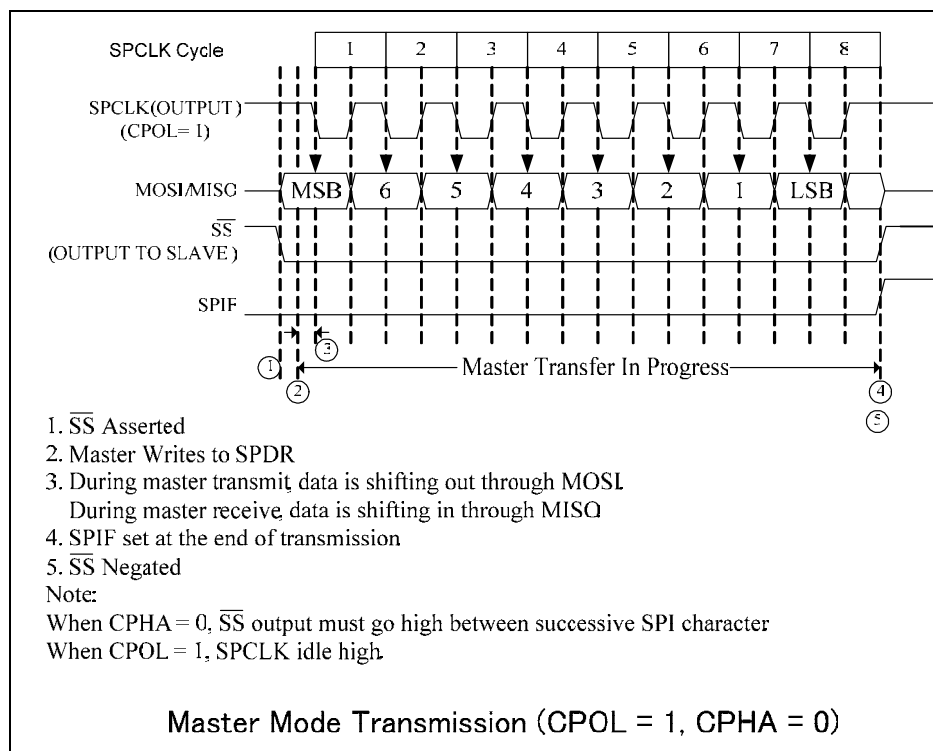 SPCLK Cycle 1 2 3 4 5 6 7 8
SPCLK(OUTPUT)
(CPOL= 1)
MOSI/MISO MSB 6 5 4 3 2 1 LSB
SS
(OUTPUT TO SLAVE)
SPIF
3
1 Master Transfer In Progress
2 4
5
1. SS Asserted
2. Master Writes to SPDR
3. During master transmit, data is shifting out through MOSI.
During master receive, data is shifting in through MISO
4. SPIF set at the end of transmission
5. SS Negated
Note:
When CPHA = 0, SS output must go high between successive SPI character
When CPOL = 1, SPCLK idle high.
Master Mode Transmission (CPOL = 1, CPHA = 0)